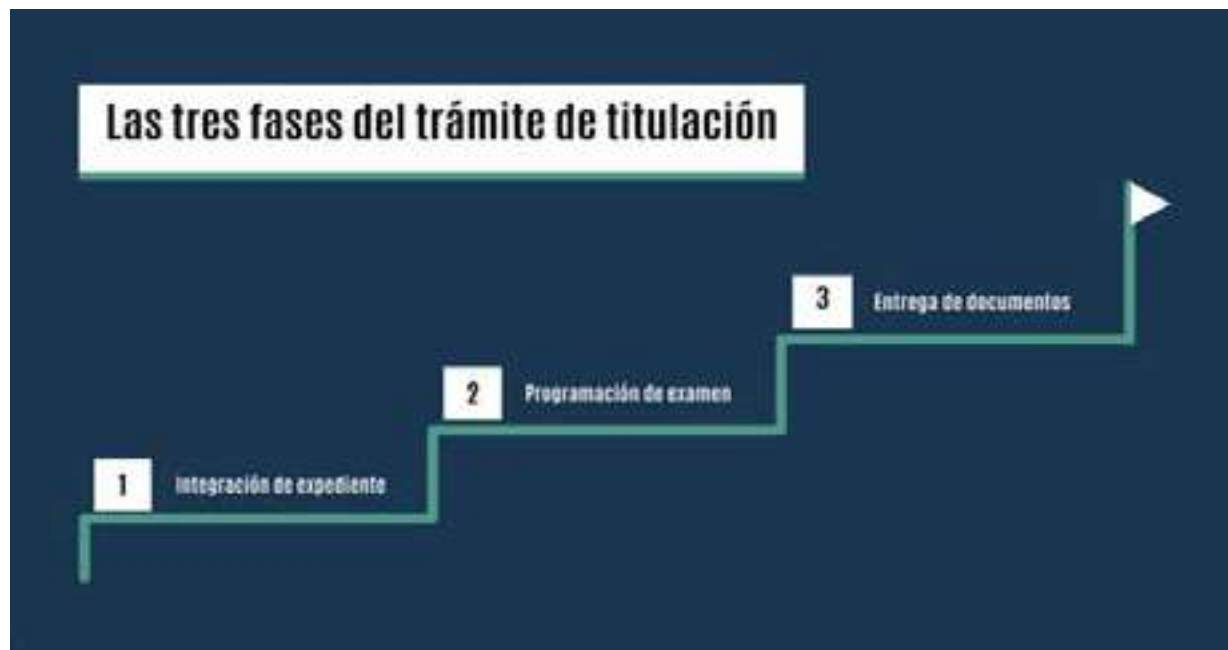 Las tres fases del trámite de titulación
3
Entrega de documentos
2
Programación de examen
1
Integración de expediente